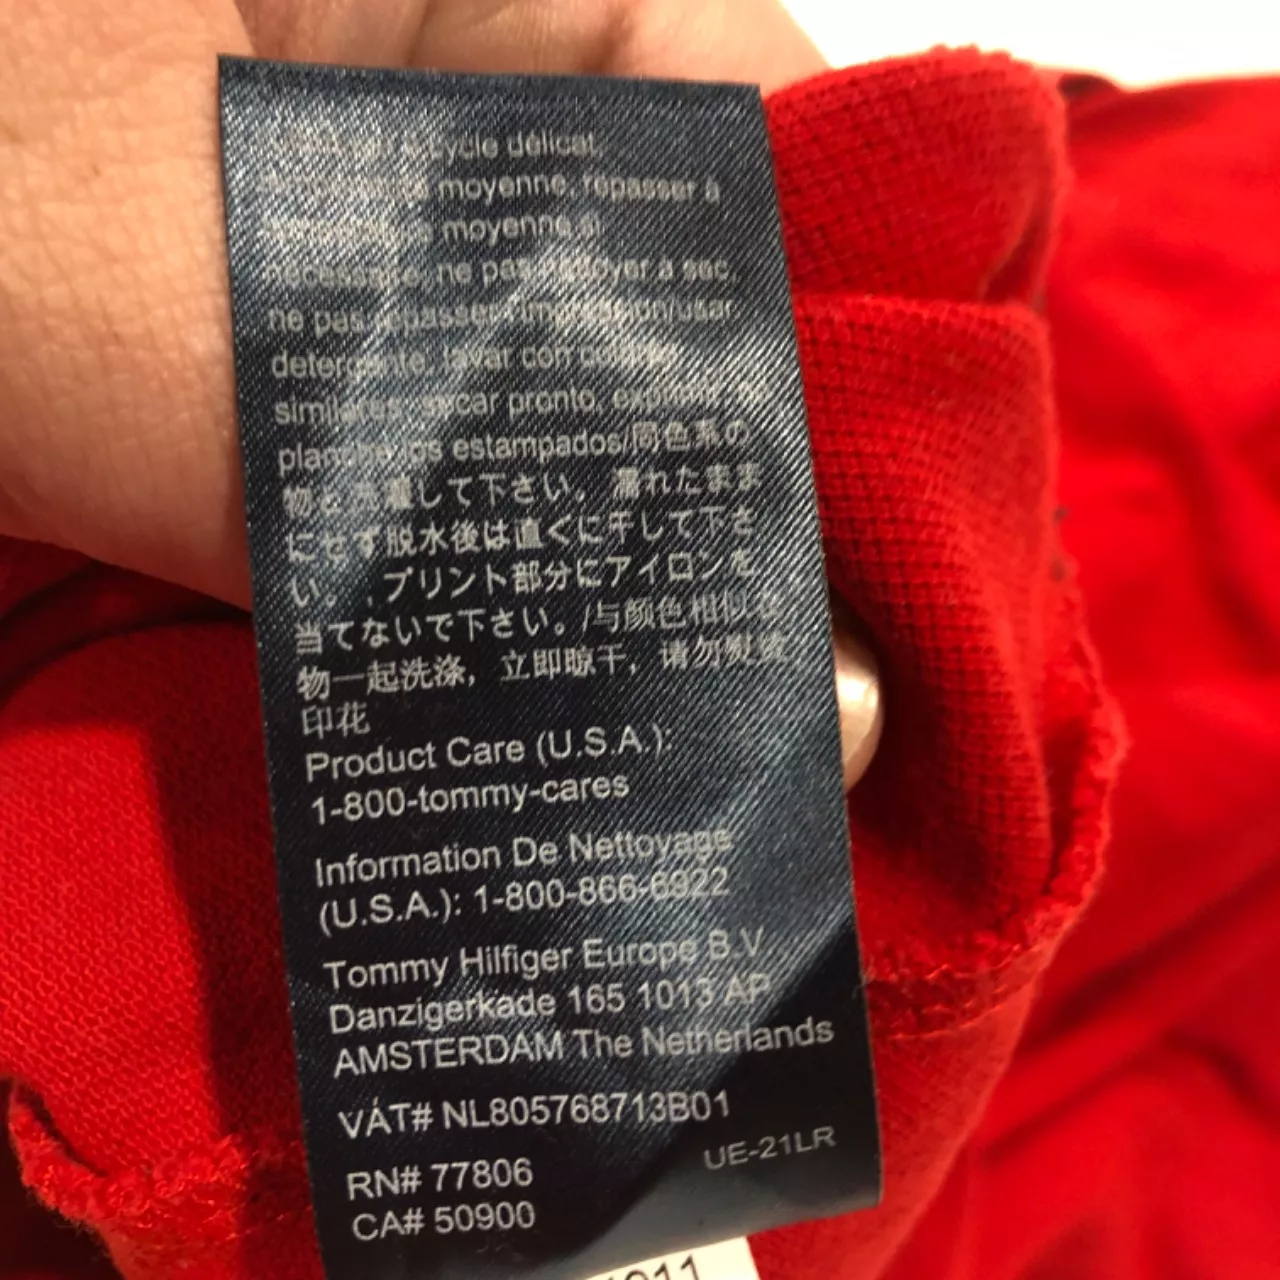 cycle délicat,
moyenne, repasser à
moyenne si
nécessaire, ne pas nettoyer à sec,
ne pas repasser l'impression/usar
detergente, lavar con colores
similares, secar pronto, exprimir, no
planche los estampados/同色系の
物と洗濯して下さい。濡れたまま
にせず脱水後は直くに干して下さ
い。.プリント部分にアイロンを
当てないで下さい。/与颜色相似衣
物一起洗涤，立即晾干，请勿熨烫
印花
Product Care (U.S.A.):
1-800-tommy-cares
Information De Nettoyage
(U.S.A.): 1-800-866-6922
Tommy Hilfiger Europe B.V
Danzigerkade 165 1013 AP
AMSTERDAM The Netherlands
VAT# NL805768713B01
UE-21LR
RN# 77806
CA# 50900